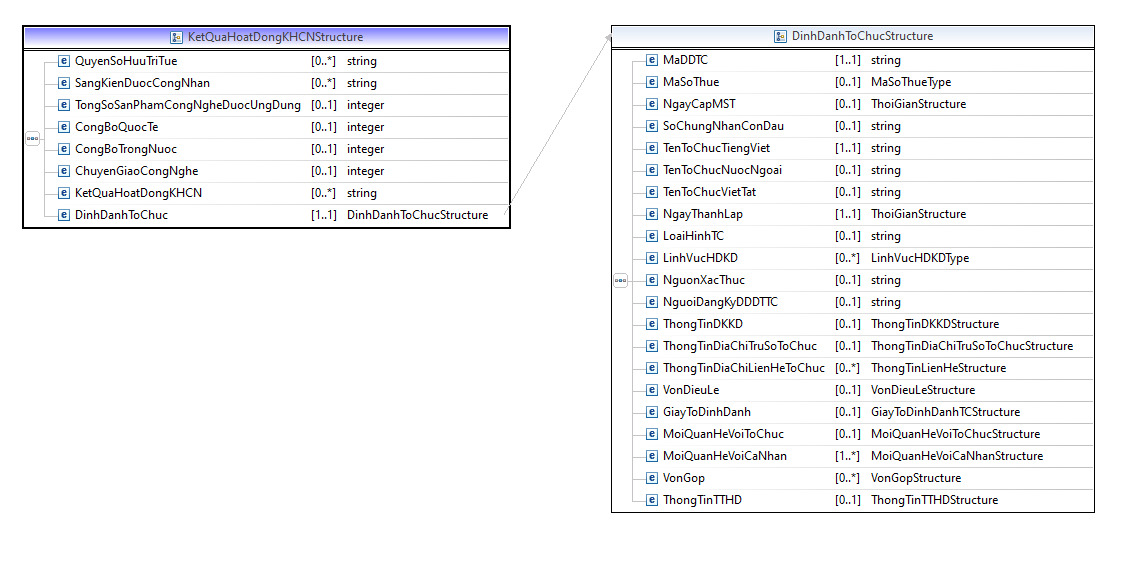 KetQuaHoatDongKHCNStructure
QuyenSoHuuTriTue [0..*] string
SangKienDuocCongNhan [0..*] string
TongSoSanPhamCongNgheDuocUngDung [0..1] integer
CongBoQuocTe [0..1] integer
CongBoTrongNuoc [0..1] integer
ChuyenGiaoCongNghe [0..1] integer
KetQuaHoatDongKHCN [0..*] string
DinhDanhToChuc [1..1] DinhDanhToChucStructure
DinhDanhToChucStructure
MaDDTC [1..1] string
MaSoThue [0..1] MaSoThueType
NgayCapMST [0..1] ThoiGianStructure
SoChungNhanConDau [0..1] string
TenToChucTiengViet [1..1] string
TenToChucNuocNgoai [0..1] string
TenToChucVietTat [0..1] string
NgayThanhLap [1..1] ThoiGianStructure
LoaiHinhTC [0..1] string
LinhVucHDKD [0..*] LinhVucHDKDType
NguonXacThuc [0..1] string
NguoiDangKyDDDTTC [0..1] string
ThongTinDKKD [0..1] ThongTinDKKDStructure
ThongTinDiaChiTruSoToChuc [0..1] ThongTinDiaChiTruSoToChucStructure
ThongTinDiaChiLienHeToChuc [0..*] ThongTinLienHeStructure
VonDieuLe [0..1] VonDieuLeStructure
GiayToDinhDanh [0..1] GiayToDinhDanhTCStructure
MoiQuanHeVoiToChuc [0..1] MoiQuanHeVoiToChucStructure
MoiQuanHeVoiCaNhan [1..*] MoiQuanHeVoiCaNhanStructure
VonGop [0..*] VonGopStructure
ThongTinTTHD [0..1] ThongTinTTHDStructure